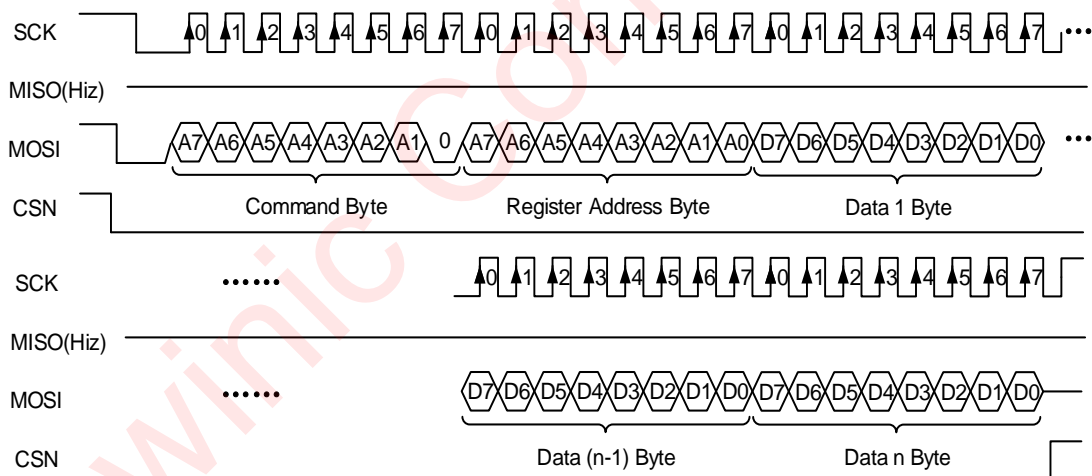 SCK 0 1 2 3 4 5 6 7 0 1 2 3 4 5 6 7 0 1 2 3 4 5 6 7 •••
MISO(Hiz)
MOSI A7 A6 A5 A4 A3 A2 A1 0 A7 A6 A5 A4 A3 A2 A1 A0 D7 D6 D5 D4 D3 D2 D1 D0 •••
CSN Command Byte Register Address Byte Data 1 Byte
SCK •••••• 0 1 2 3 4 5 6 7 0 1 2 3 4 5 6 7
MISO(Hiz)
MOSI •••••• D7 D6 D5 D4 D3 D2 D1 D0 D7 D6 D5 D4 D3 D2 D1 D0
CSN Data (n-1) Byte Data n Byte
winic Con